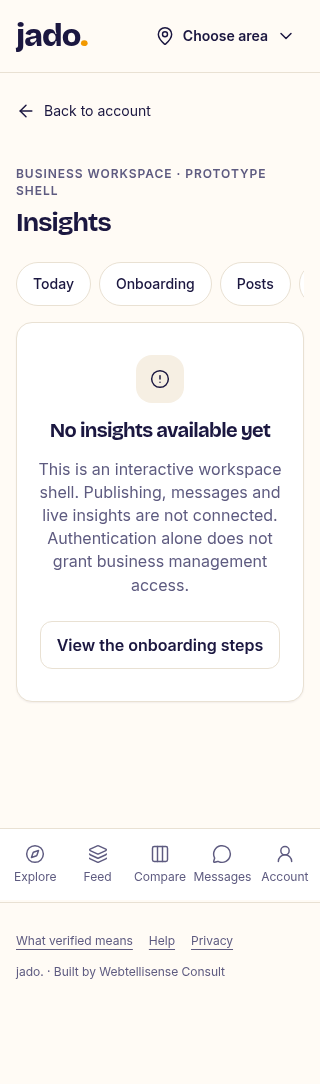 jado.
Choose area
Back to account
BUSINESS WORKSPACE · PROTOTYPE
SHELL
Insights
Today
Onboarding
Posts
No insights available yet
This is an interactive workspace
shell. Publishing, messages and
live insights are not connected.
Authentication alone does not
grant business management
access.
View the onboarding steps
Explore
Feed
Compare
Messages
Account
What verified means
Help
Privacy
jado. · Built by Webtellisense Consult